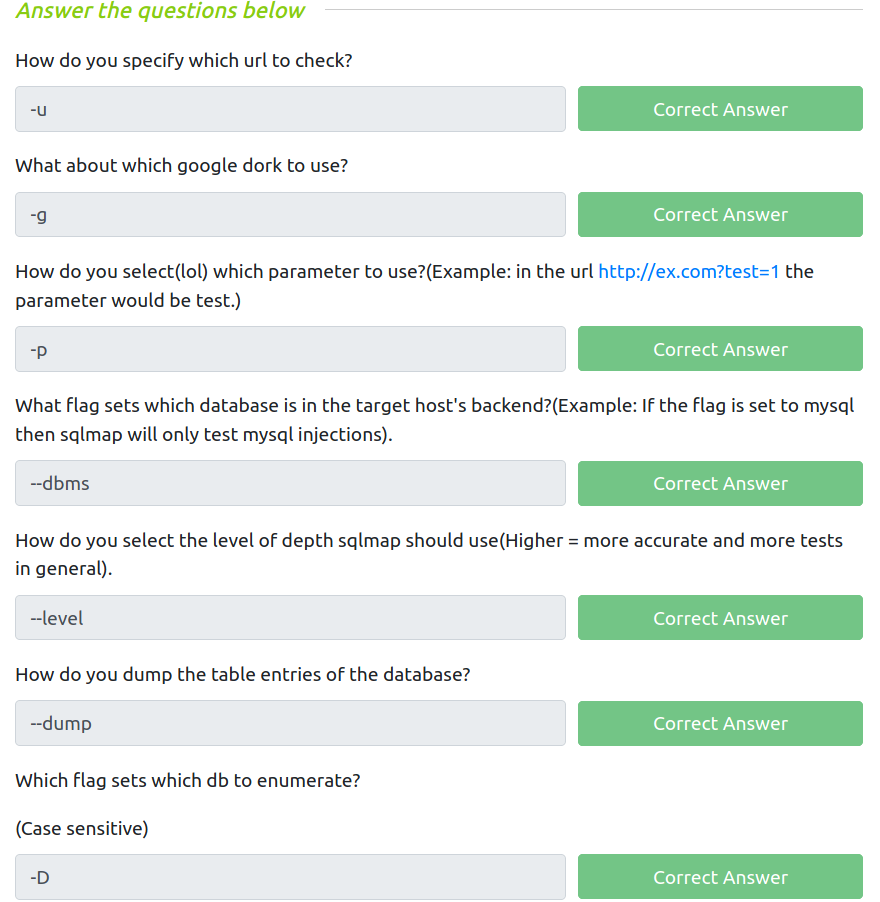 Answer the questions below
How do you specify which url to check?
-u
Correct Answer
What about which google dork to use?
-g
Correct Answer
How do you select(lol) which parameter to use?(Example: in the url http://ex.com?test=1 the
parameter would be test.)
-p
Correct Answer
What flag sets which database is in the target host's backend?(Example: If the flag is set to mysql
then sqlmap will only test mysql injections).
--dbms
Correct Answer
How do you select the level of depth sqlmap should use(Higher = more accurate and more tests
in general).
--level
Correct Answer
How do you dump the table entries of the database?
--dump
Correct Answer
Which flag sets which db to enumerate?
(Case sensitive)
-D
Correct Answer